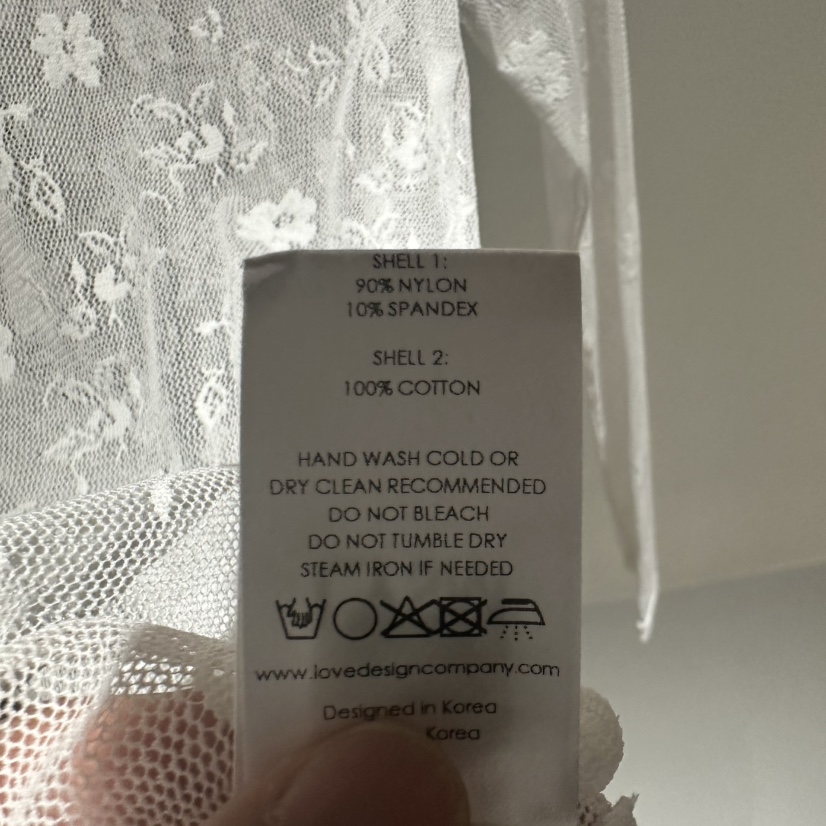 SHELL 1:
90% NYLON
10% SPANDEX
SHELL 2:
100% COTTON
HAND WASH COLD OR
DRY CLEAN RECOMMENDED
DO NOT BLEACH
DO NOT TUMBLE DRY
STEAM IRON IF NEEDED
www.lovedesigncompany.com
Designed in Korea
Korea